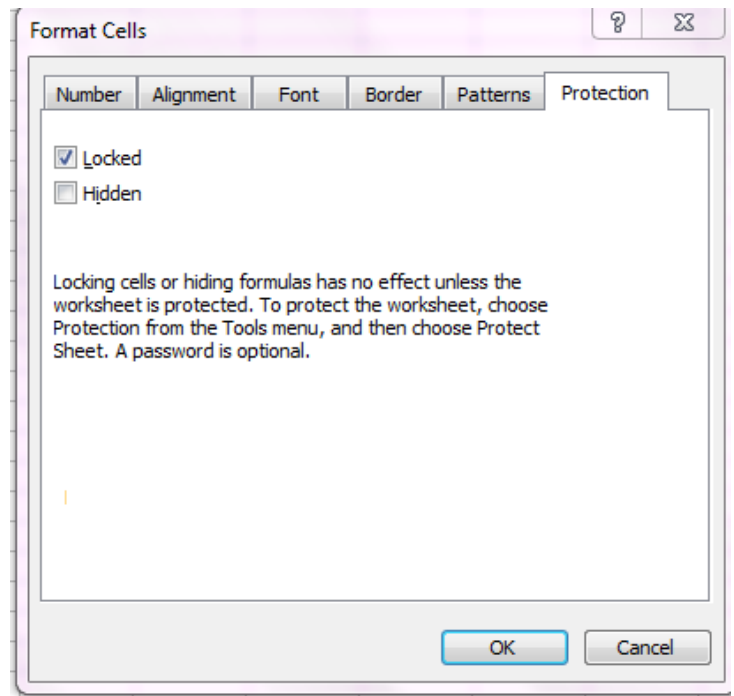 Format Cells
Number Alignment Font Border Patterns Protection
Locked
Hidden
Locking cells or hiding formulas has no effect unless the
worksheet is protected. To protect the worksheet, choose
Protection from the Tools menu, and then choose Protect
Sheet. A password is optional.
OK Cancel